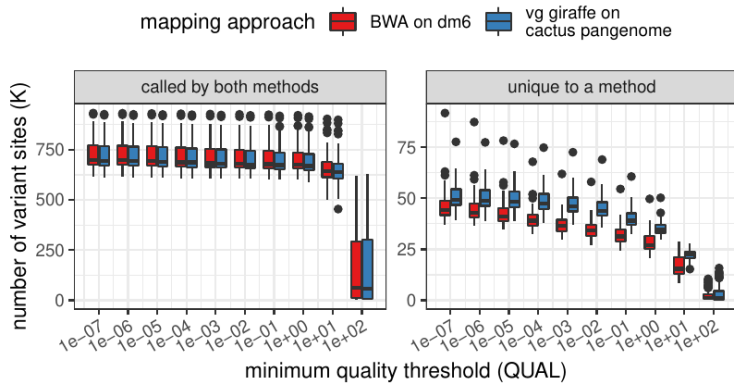 mapping approach
BWA on dm6
vg giraffe on
cactus pangenome
called by both methods
unique to a method
number of variant sites (K)
750
500
250
0
75
50
25
0
1e−07
1e−06
1e−05
1e−04
1e−03
1e−02
1e−01
1e+00
1e+01
1e+02
1e−07
1e−06
1e−05
1e−04
1e−03
1e−02
1e−01
1e+00
1e+01
1e+02
minimum quality threshold (QUAL)